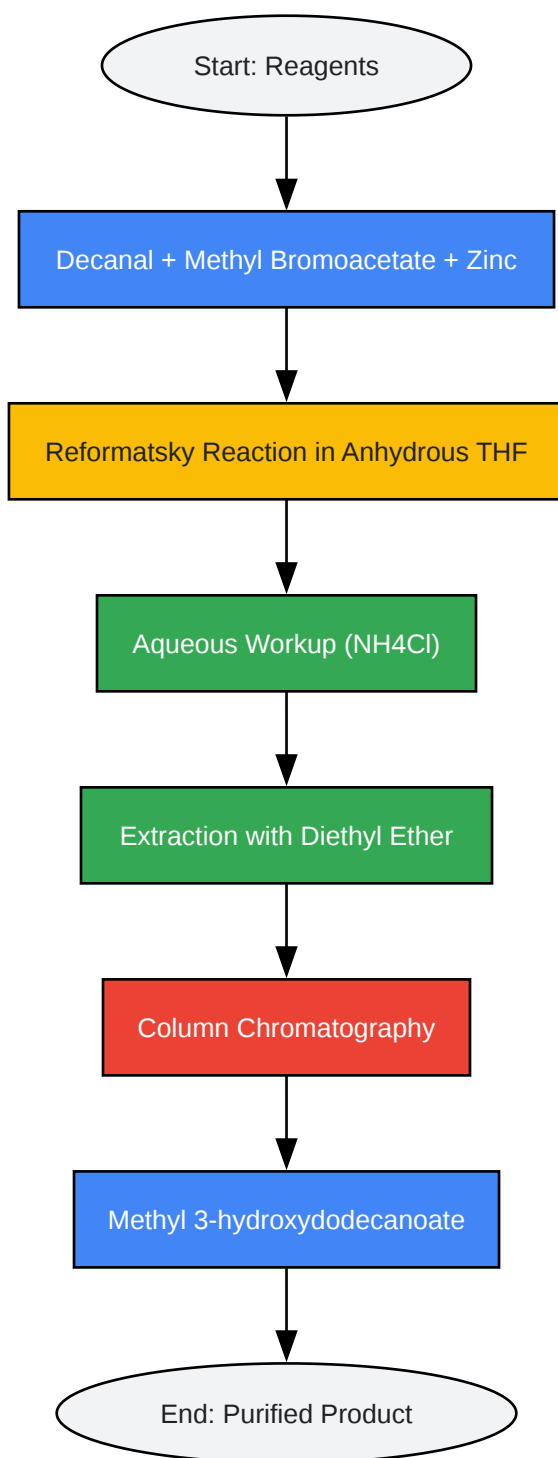 Start: Reagents
Decanal + Methyl Bromoacetate + Zinc
Reformatsky Reaction in Anhydrous THF
Aqueous Workup (NH4Cl)
Extraction with Diethyl Ether
Column Chromatography
Methyl 3-hydroxydodecanoate
End: Purified Product